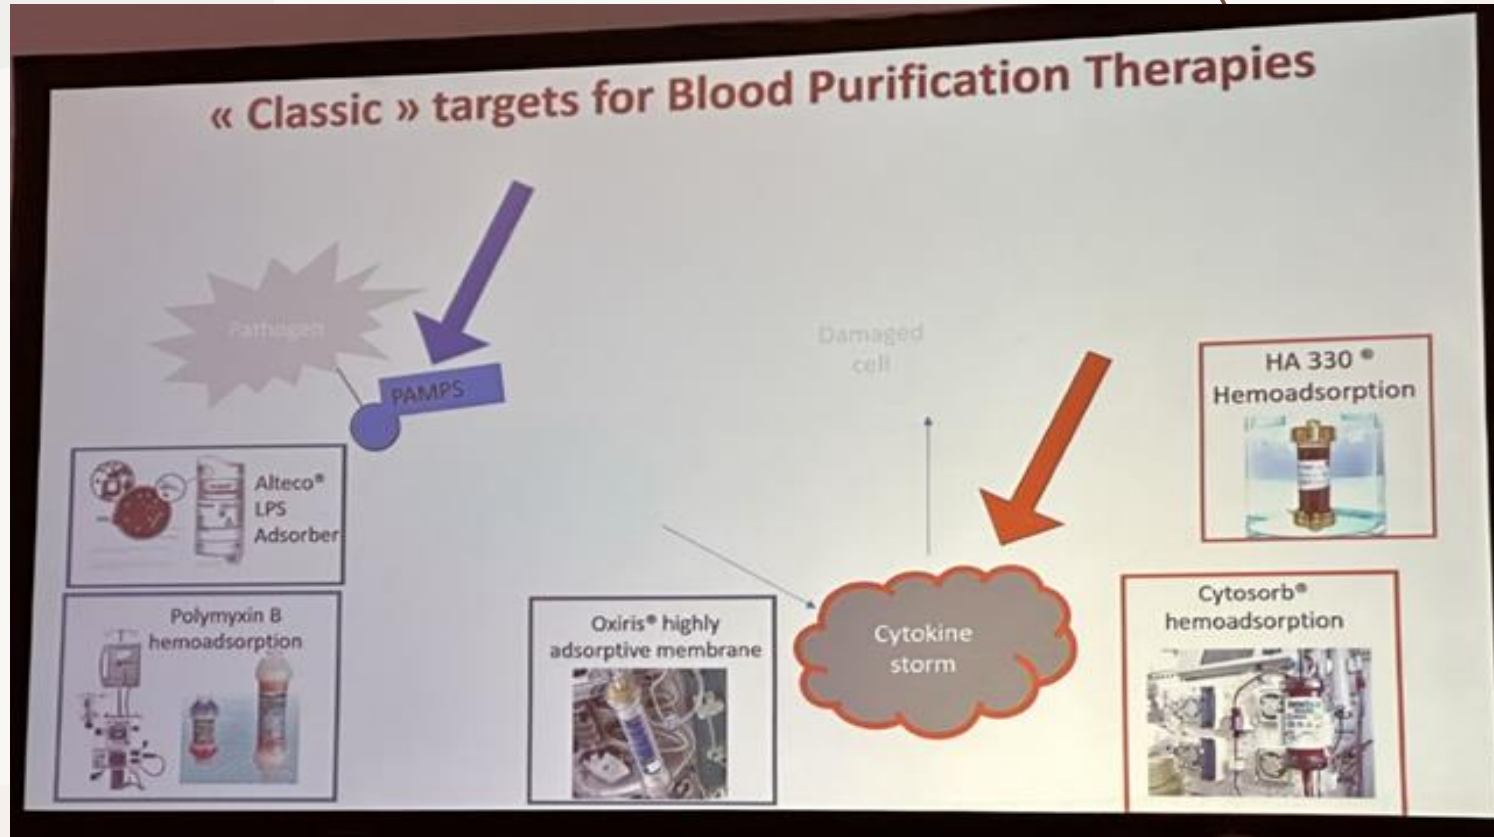 « Classic » targets for Blood Purification Therapies
Pathogen
PAMPS
Damaged
cell
HA 330 ®
Hemoadsorption
Alteco®
LPS
Adsorber
Polymyxin B
hemoadsorption
Oxiris® highly
adsorptive membrane
Cytokine
storm
Cytosorb®
hemoadsorption